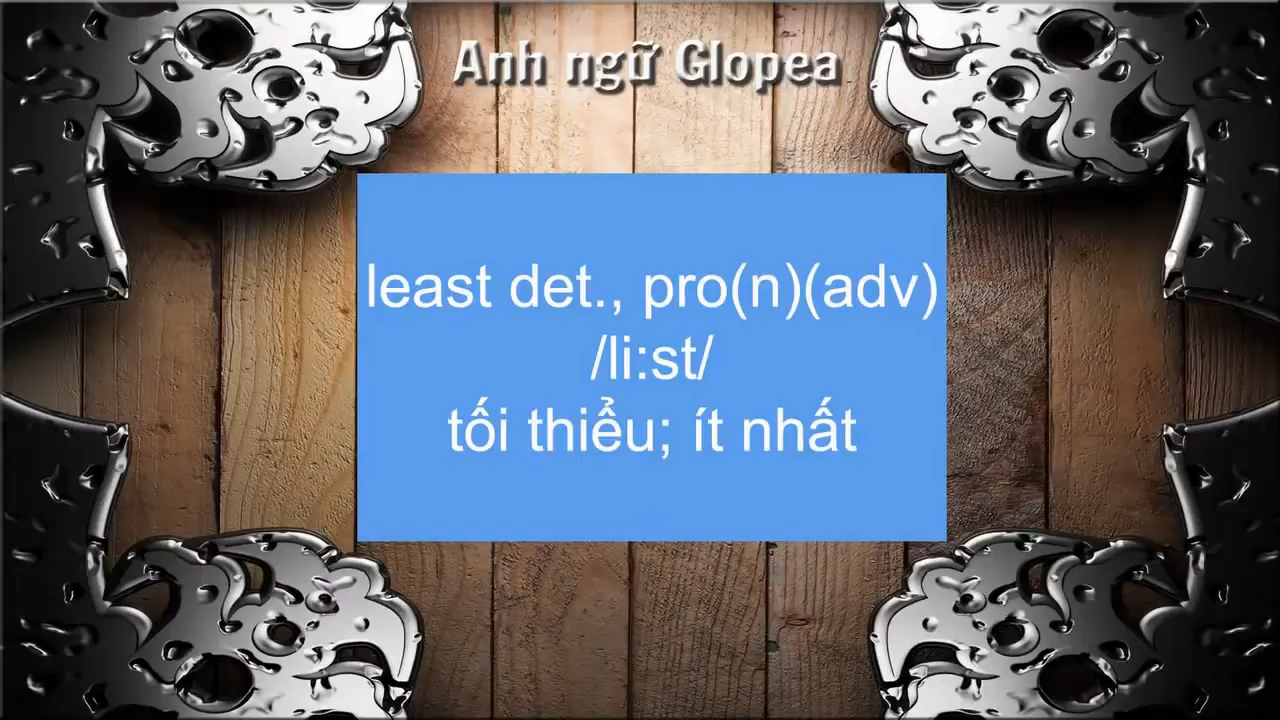 Anh ngữ Glopea
least det., pro(n)(adv)
/li:st/
tối thiểu; ít nhất